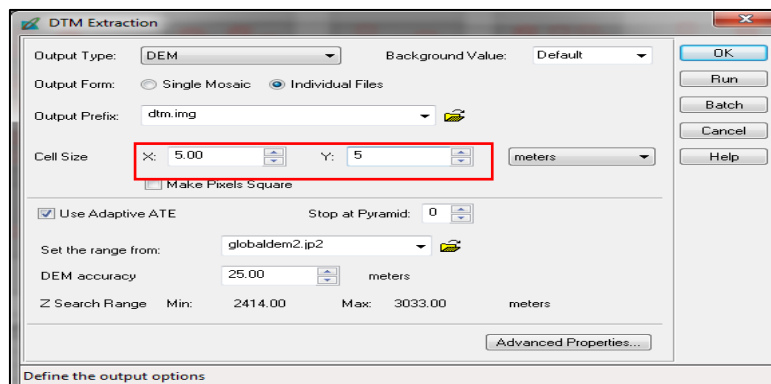 DTM Extraction
Output Type: DEM Background Value: Default OK
Output Form: Single Mosaic Individual Files Run
Output Prefix: dtm.img Batch
Cancel
Cell Size X: 5.00 Y: 5 meters Help
Make Pixels Square
Use Adaptive ATE Stop at Pyramid: 0
Set the range from: globaldem2.jp2
DEM accuracy 25.00 meters
Z Search Range Min: 2414.00 Max: 3033.00 meters
Advanced Properties...
Define the output options